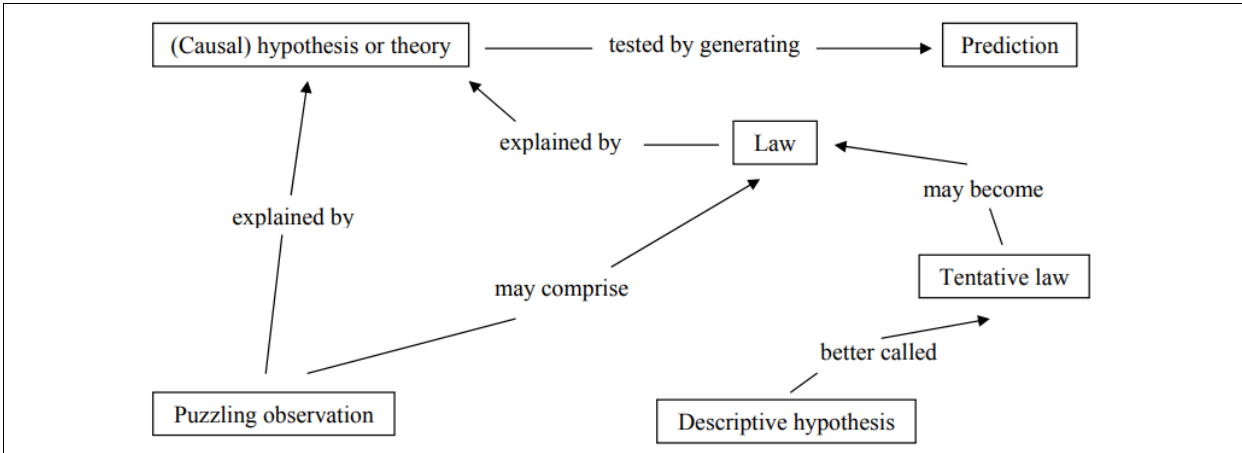 (Causal) hypothesis or theory
tested by generating
Prediction
explained by
Law
may become
explained by
Tentative law
may comprise
better called
Puzzling observation
Descriptive hypothesis